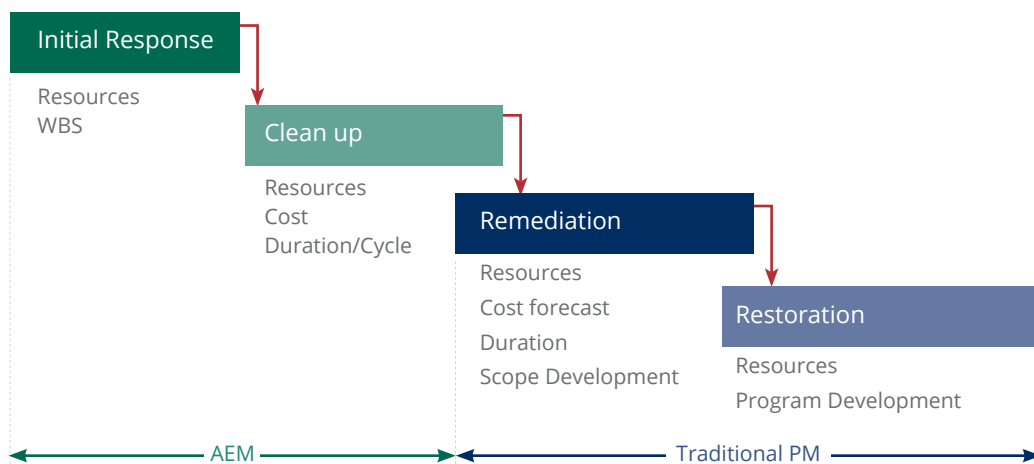 Initial Response
Resources
WBS
Clean up
Resources
Cost
Duration/Cycle
Remediation
Resources
Cost forecast
Duration
Scope Development
Restoration
Resources
Program Development
AEM
Traditional PM